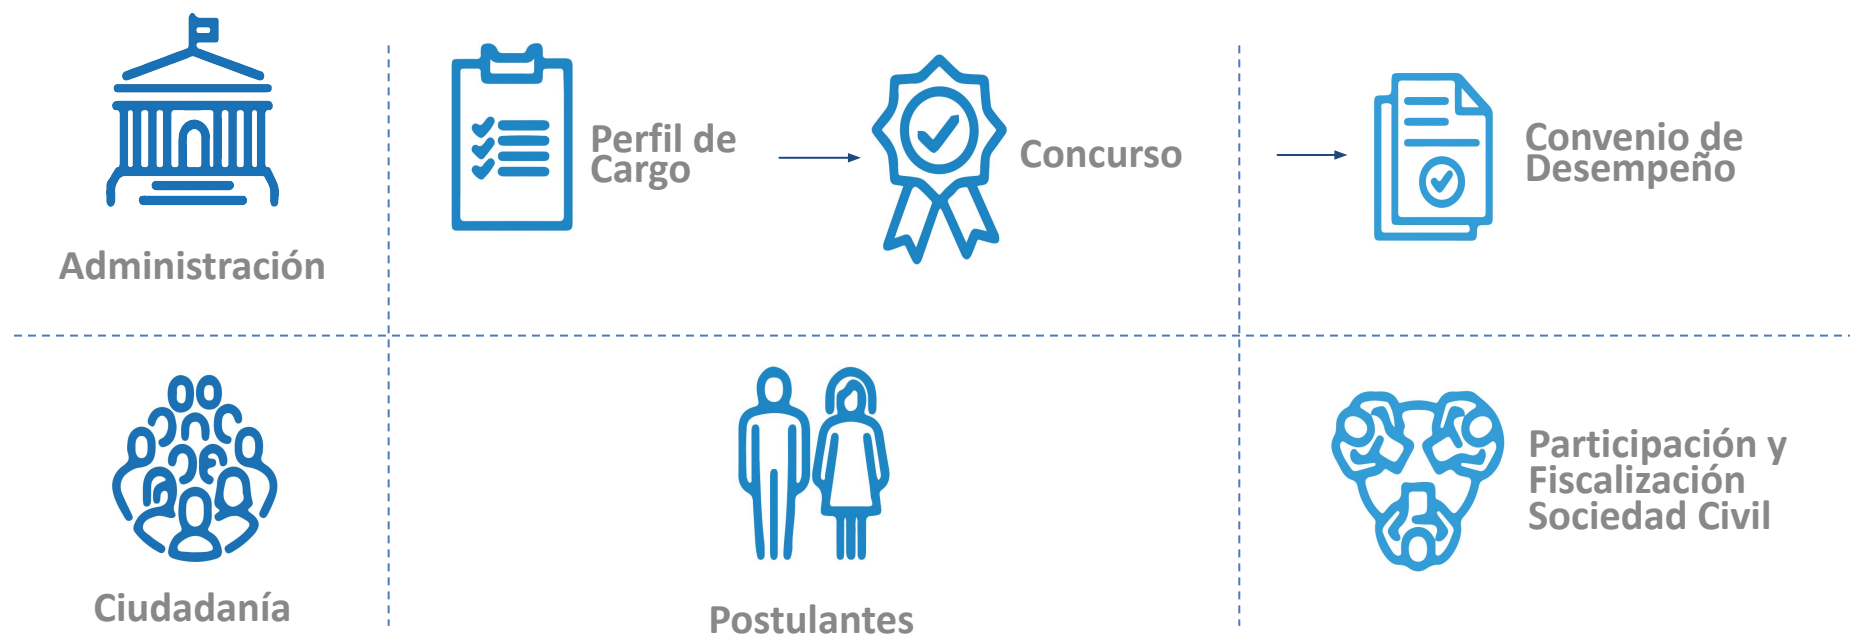 Administración
Perfil de
Cargo
Concurso
Convenio de
Desempeño
Ciudadanía
Postulantes
Participación y
Fiscalización
Sociedad Civil